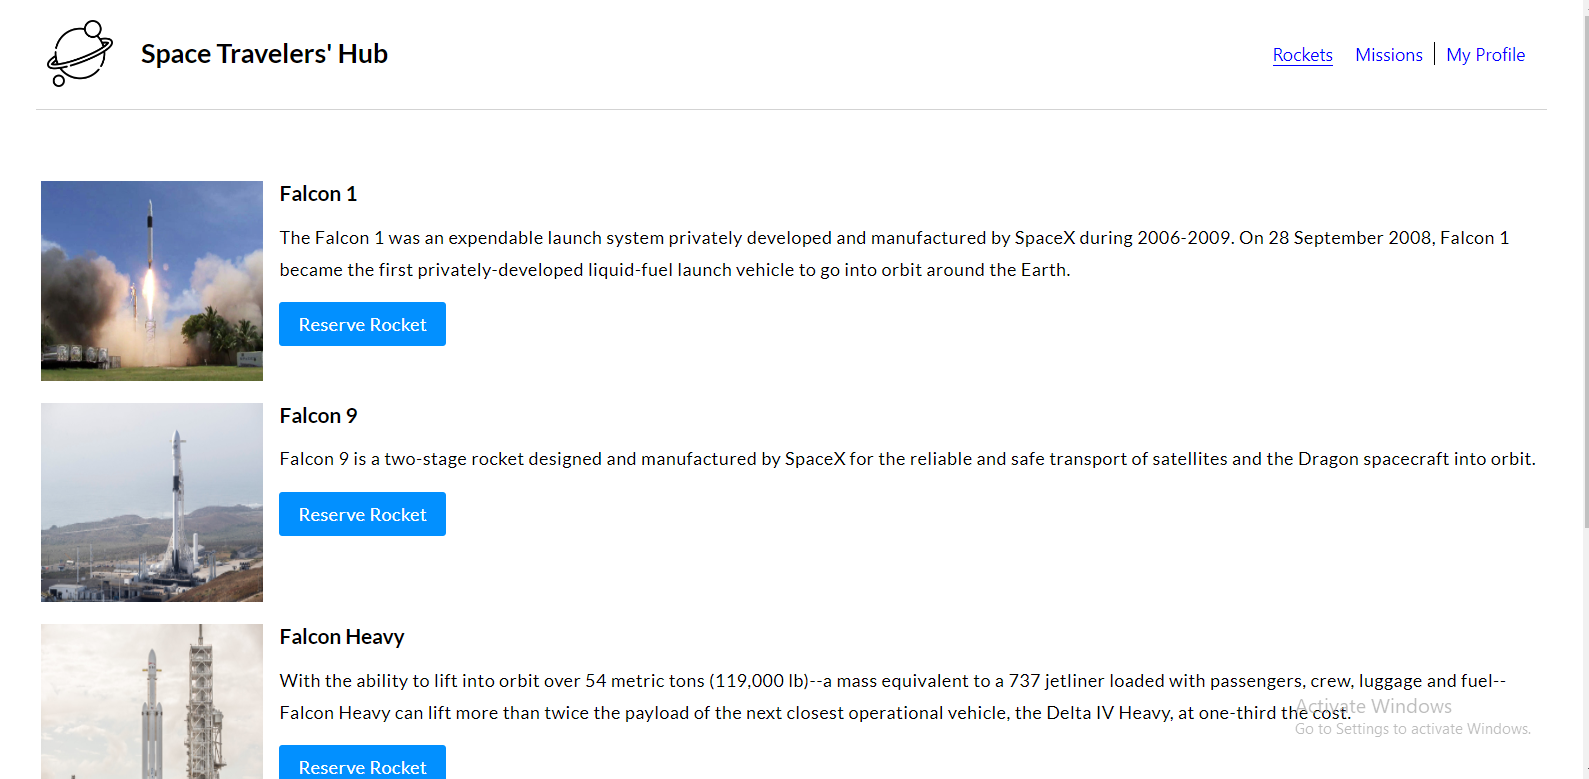 Space Travelers' Hub
Rockets
Missions
My Profile
Falcon 1
The Falcon 1 was an expendable launch system privately developed and manufactured by SpaceX during 2006-2009. On 28 September 2008, Falcon 1
became the first privately-developed liquid-fuel launch vehicle to go into orbit around the Earth.
Reserve Rocket
Falcon 9
Falcon 9 is a two-stage rocket designed and manufactured by SpaceX for the reliable and safe transport of satellites and the Dragon spacecraft into orbit.
Reserve Rocket
Falcon Heavy
With the ability to lift into orbit over 54 metric tons (119,000 lb)--a mass equivalent to a 737 jetliner loaded with passengers, crew, luggage and fuel--
Falcon Heavy can lift more than twice the payload of the next closest operational vehicle, the Delta IV Heavy, at one-third the cost.
Activate Windows
Go to Settings to activate Windows.
Reserve Rocket